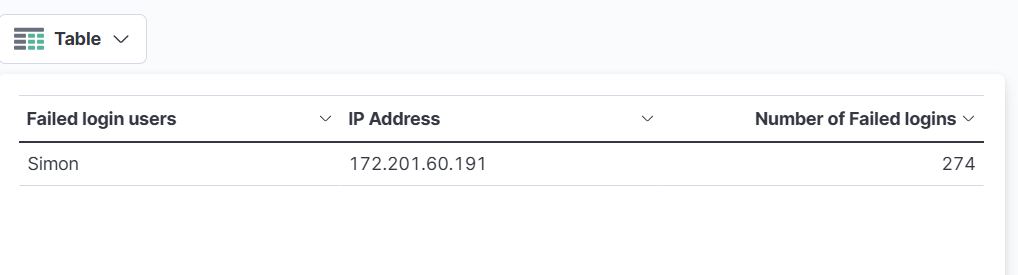 Table
Failed login users IP Address Number of Failed logins
Simon 172.201.60.191 274